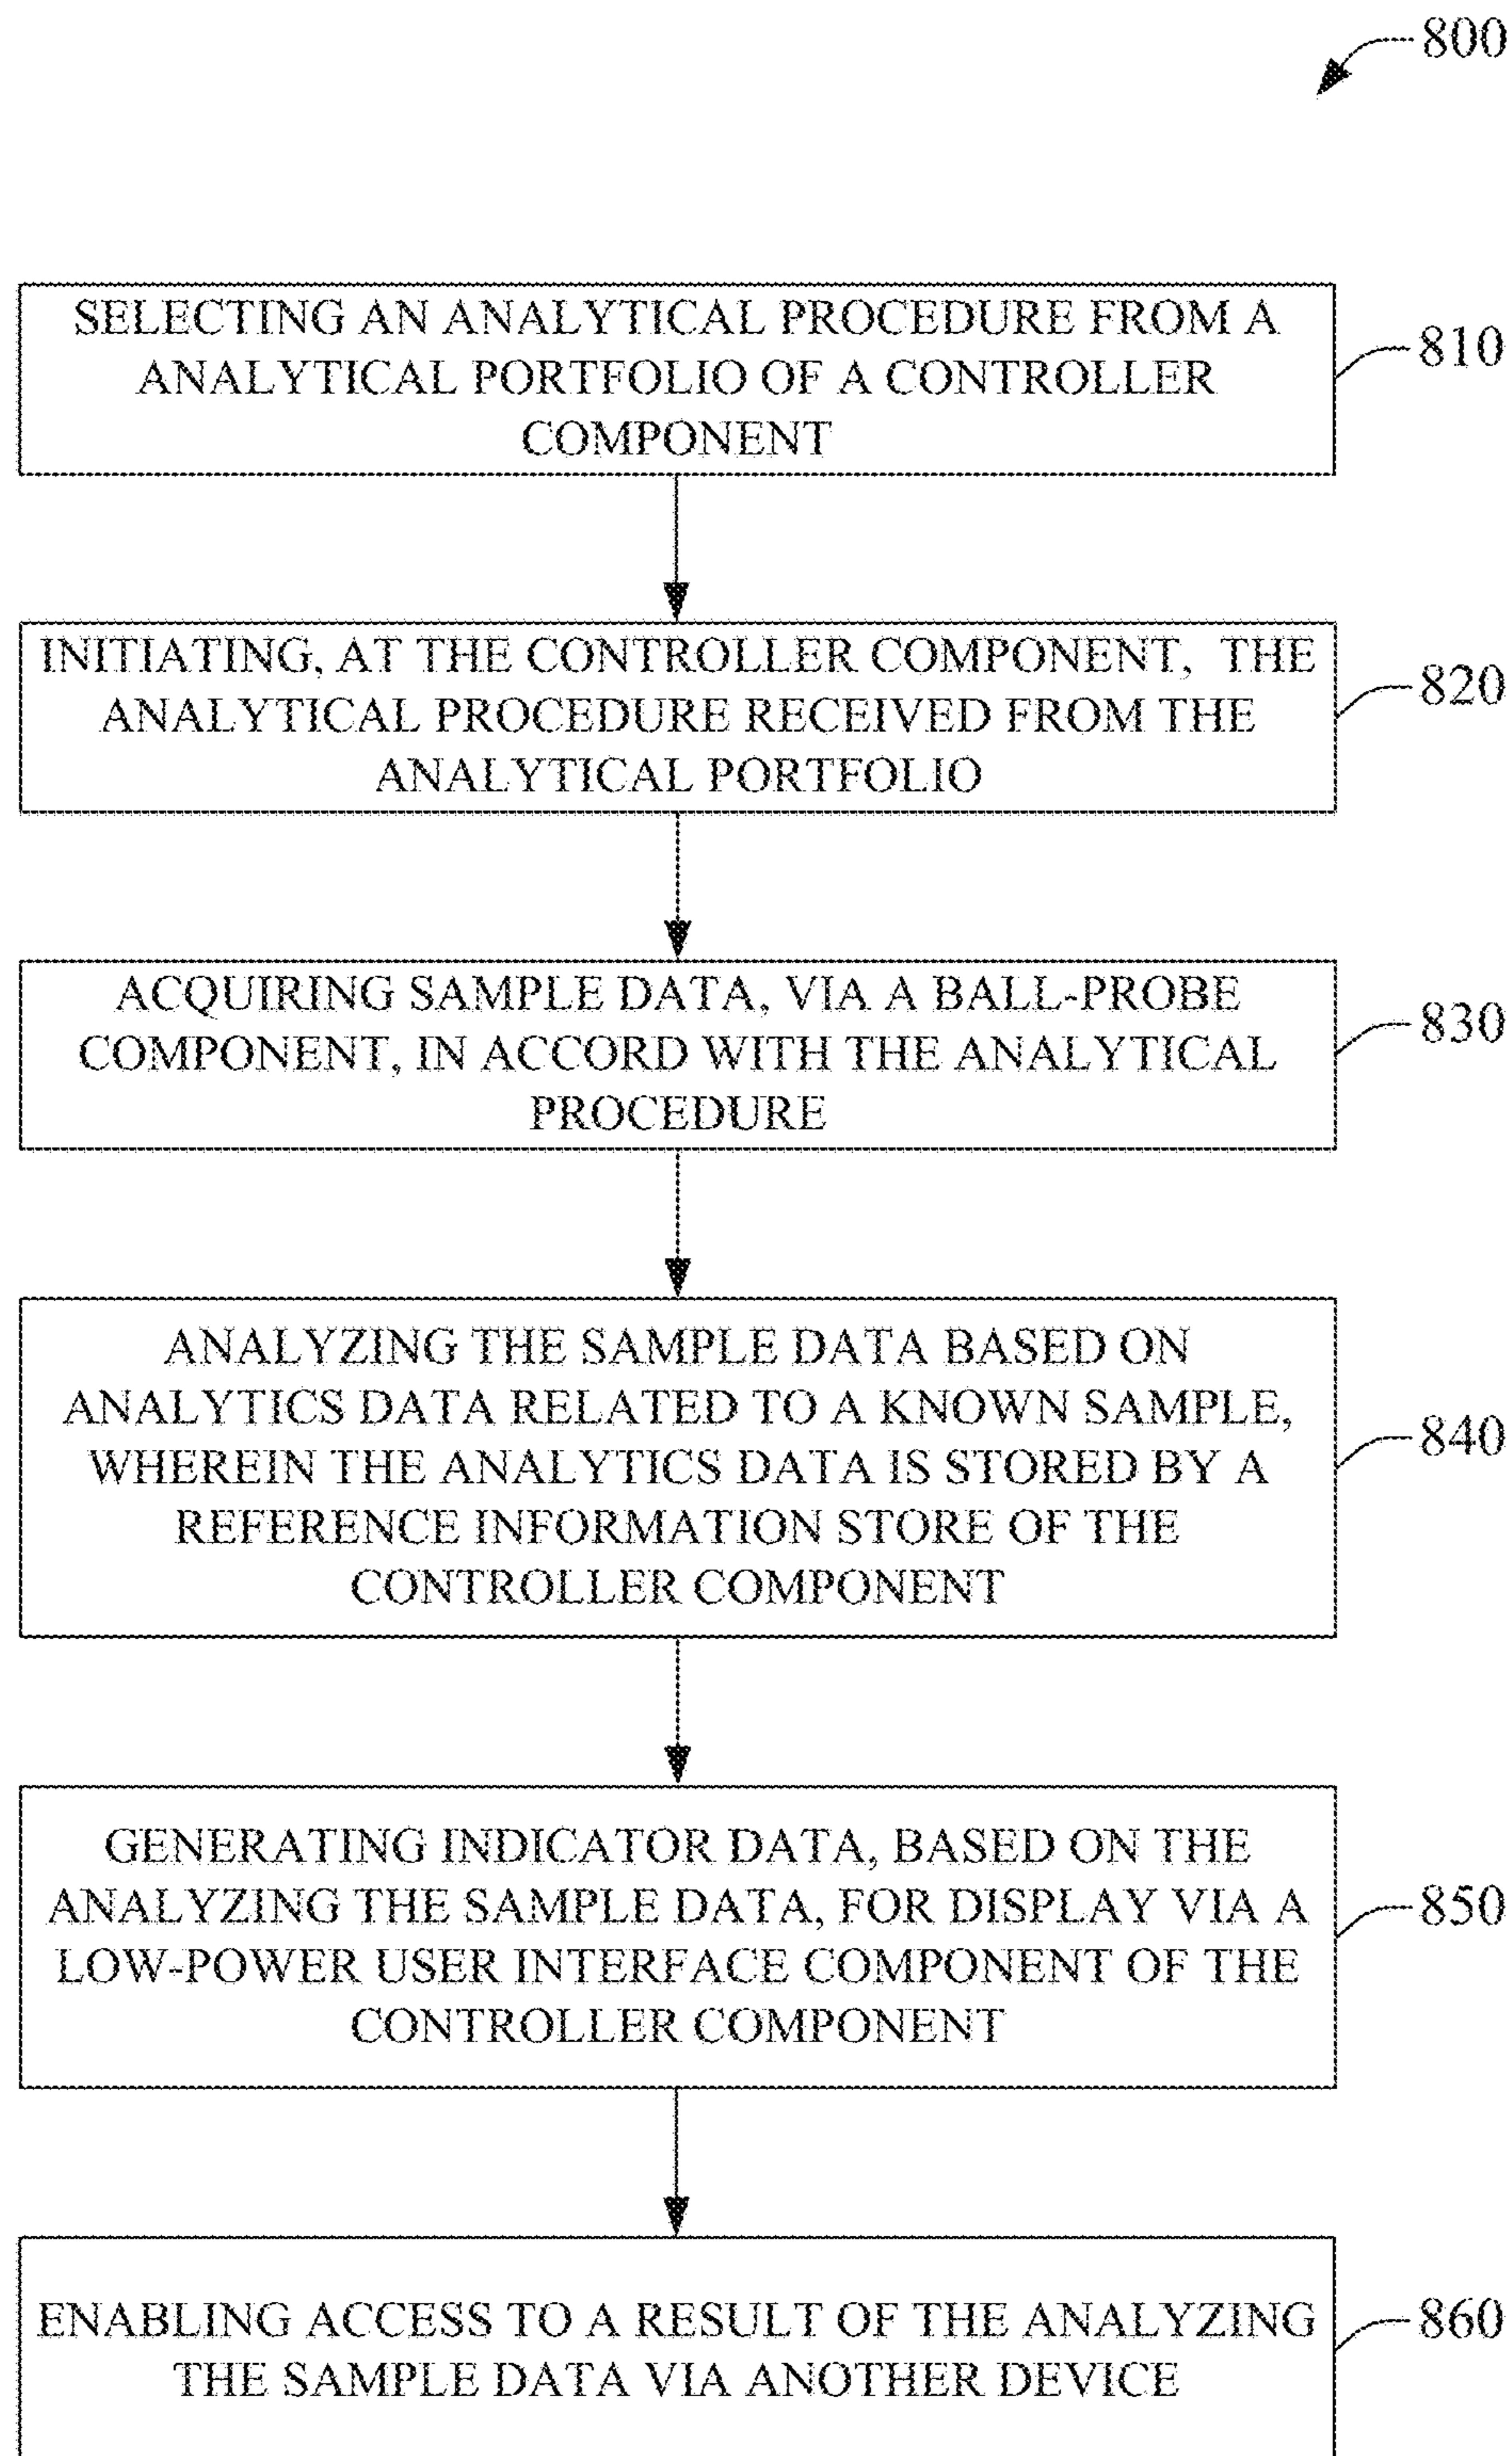 800
SELECTING AN ANALYTICAL PROCEDURE FROM A
ANALYTICAL PORTFOLIO OF A CONTROLLER
COMPONENT
810
INITIATING, AT THE CONTROLLER COMPONENT, THE
ANALYTICAL PROCEDURE RECEIVED FROM THE
ANALYTICAL PORTFOLIO
820
ACQUIRING SAMPLE DATA, VIA A BALL-PROBE
COMPONENT, IN ACCORD WITH THE ANALYTICAL
PROCEDURE
830
ANALYZING THE SAMPLE DATA BASED ON
ANALYTICS DATA RELATED TO A KNOWN SAMPLE,
WHEREIN THE ANALYTICS DATA IS STORED BY A
REFERENCE INFORMATION STORE OF THE
CONTROLLER COMPONENT
840
GENERATING INDICATOR DATA, BASED ON THE
ANALYZING THE SAMPLE DATA, FOR DISPLAY VIA A
LOW-POWER USER INTERFACE COMPONENT OF THE
CONTROLLER COMPONENT
850
ENABLING ACCESS TO A RESULT OF THE ANALYZING
THE SAMPLE DATA VIA ANOTHER DEVICE
860